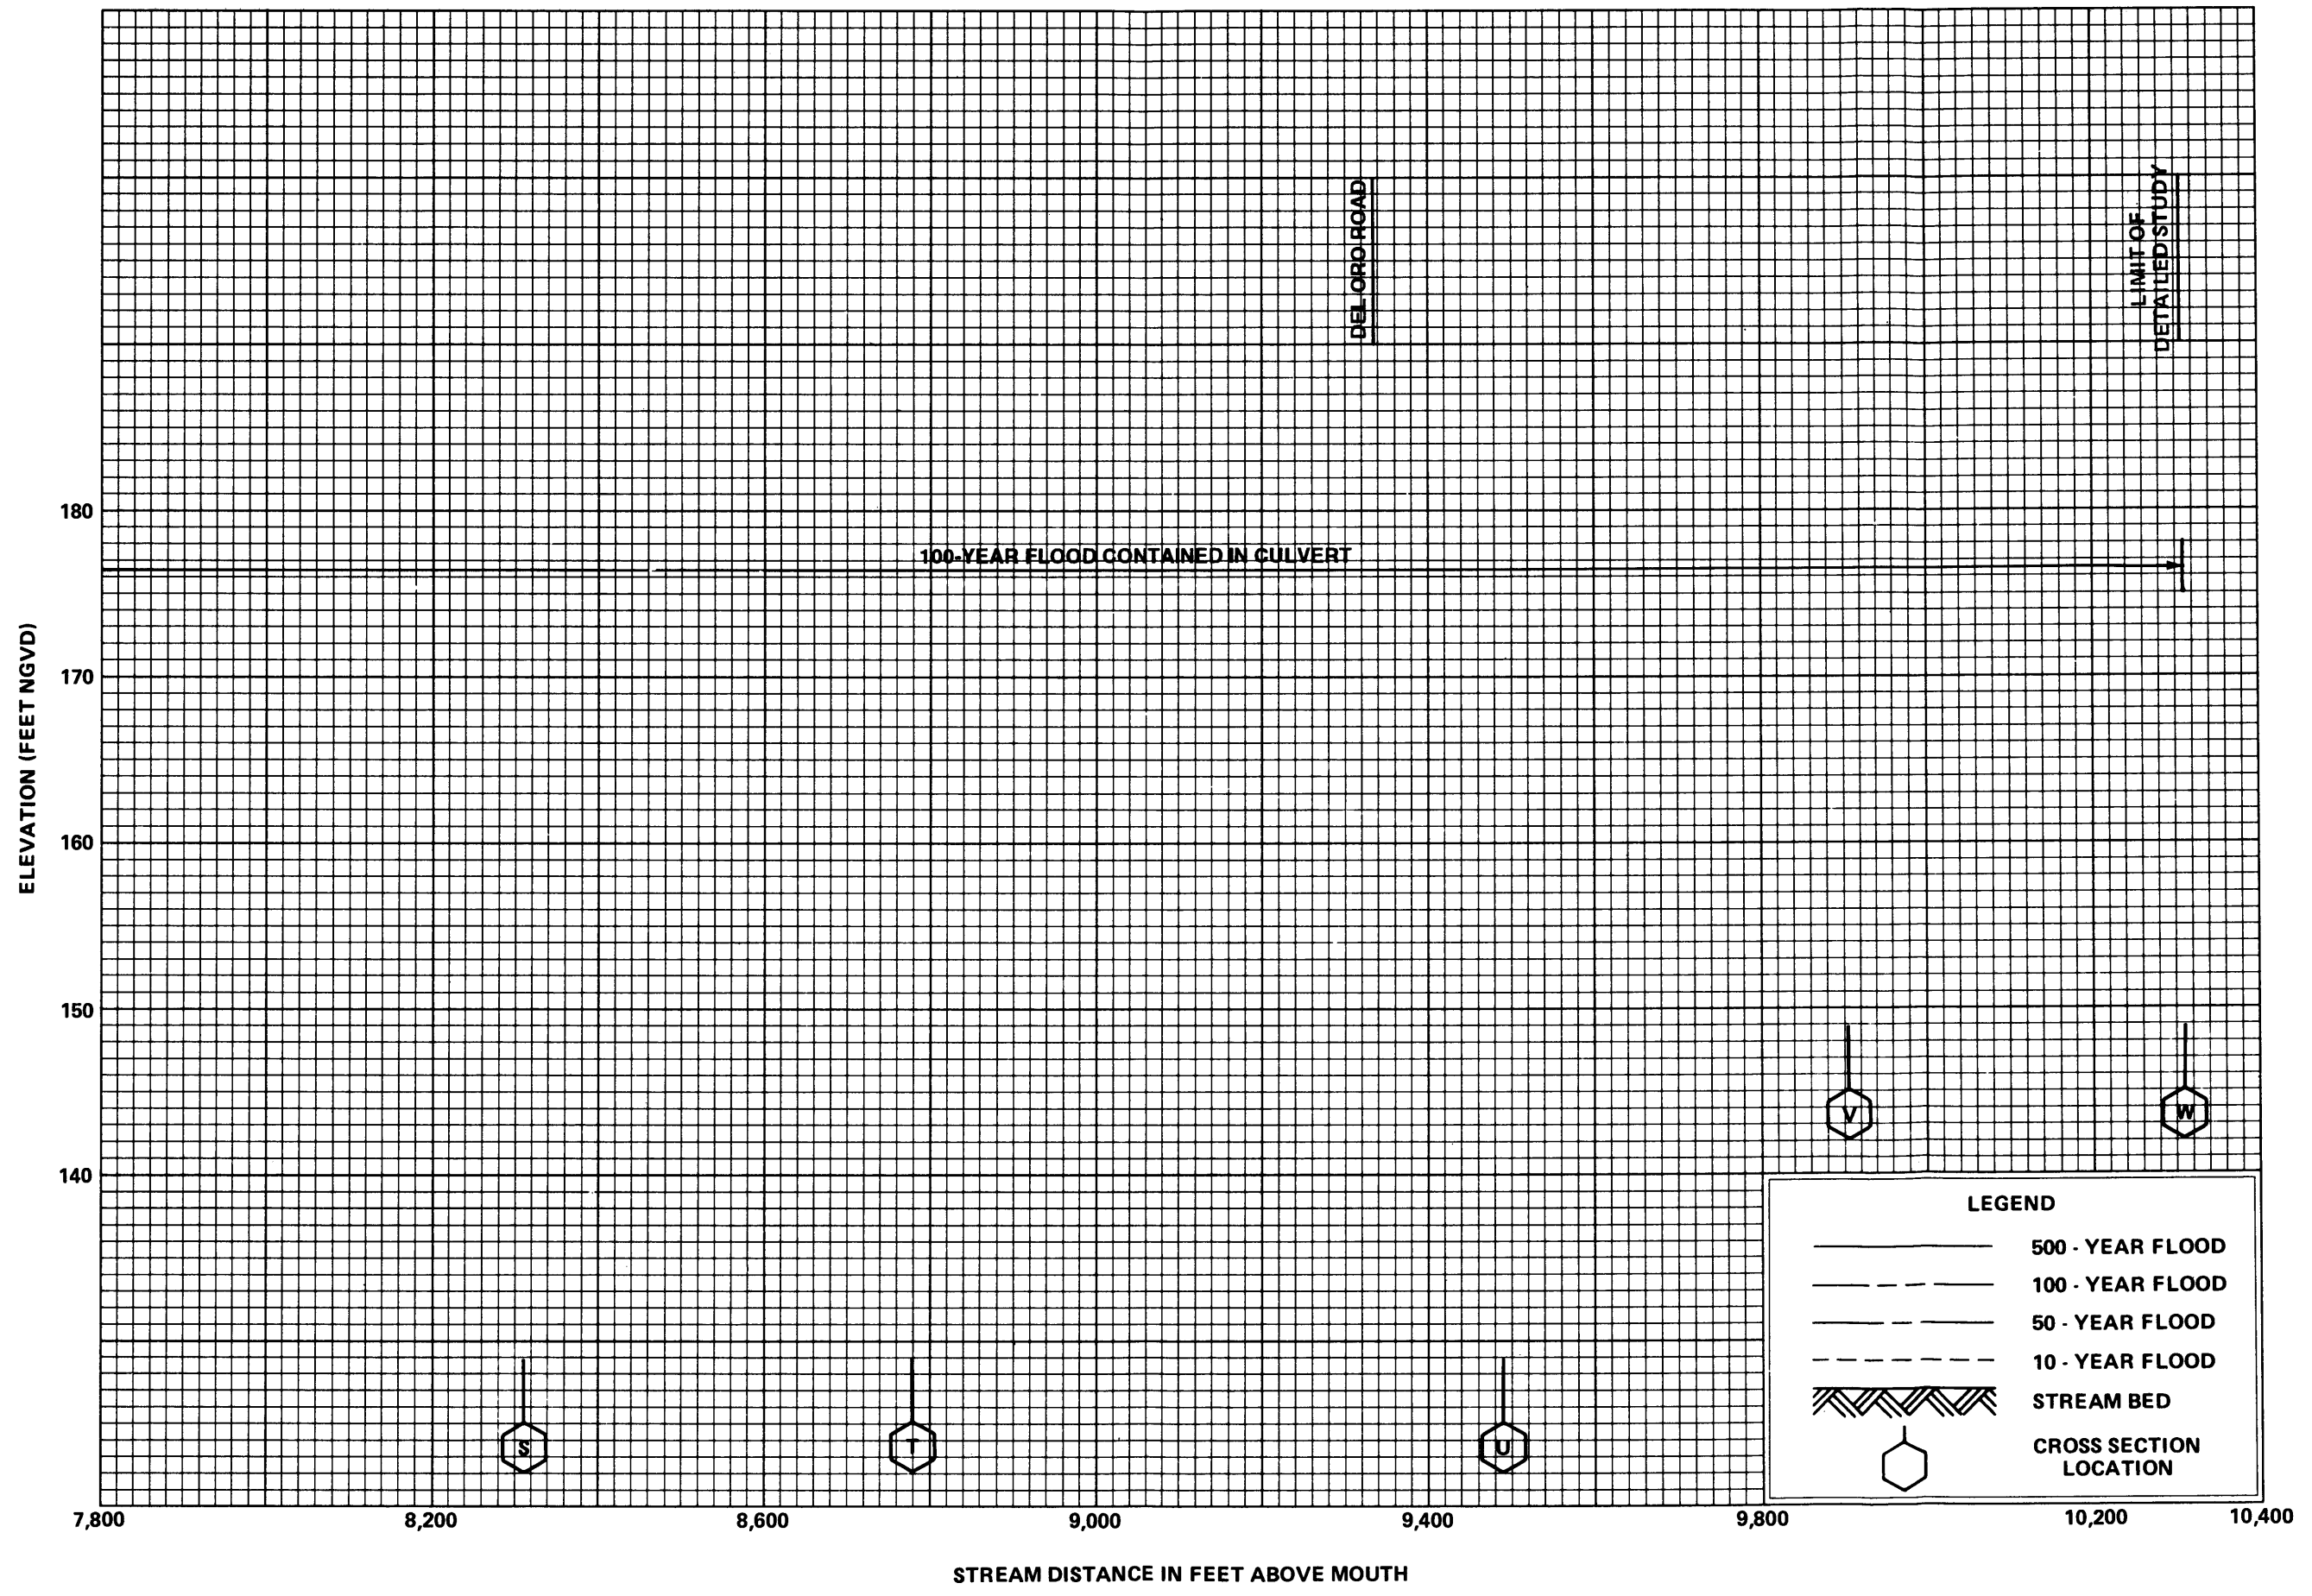 DEL ORO ROAD
LIMIT OF
DETAILED STUDY
180
100-YEAR FLOOD CONTAINED IN CULVERT
170
ELEVATION (FEET NGVD)
160
150
V
W
140
S
T
U
LEGEND
500 - YEAR FLOOD
100 - YEAR FLOOD
50 - YEAR FLOOD
10 - YEAR FLOOD
STREAM BED
CROSS SECTION
LOCATION
7,800
8,200
8,600
9,000
9,400
9,800
10,200
10,400
STREAM DISTANCE IN FEET ABOVE MOUTH